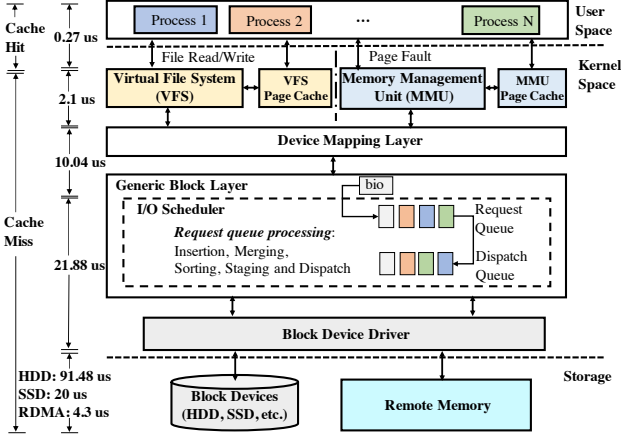 Cache
Hit
0.27 us
Process 1
Process 2
...
Process N
User
Space
File Read/Write
Page Fault
Kernel
Space
Virtual File System
(VFS)
VFS
Page Cache
Memory Management
Unit (MMU)
MMU
Page Cache
2.1 us
Device Mapping Layer
10.04 us
Generic Block Layer
bio
I/O Scheduler
Request queue processing:
Insertion, Merging,
Sorting, Staging and Dispatch
Request
Queue
Dispatch
Queue
Cache
Miss
21.88 us
Block Device Driver
HDD: 91.48 us
SSD: 20 us
RDMA: 4.3 us
Block Devices
(HDD, SSD, etc.)
Remote Memory
Storage